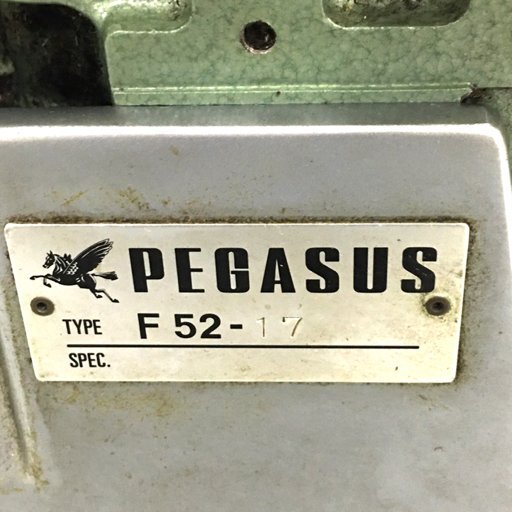 PEGASUS
TYPE F 52-17
SPEC.